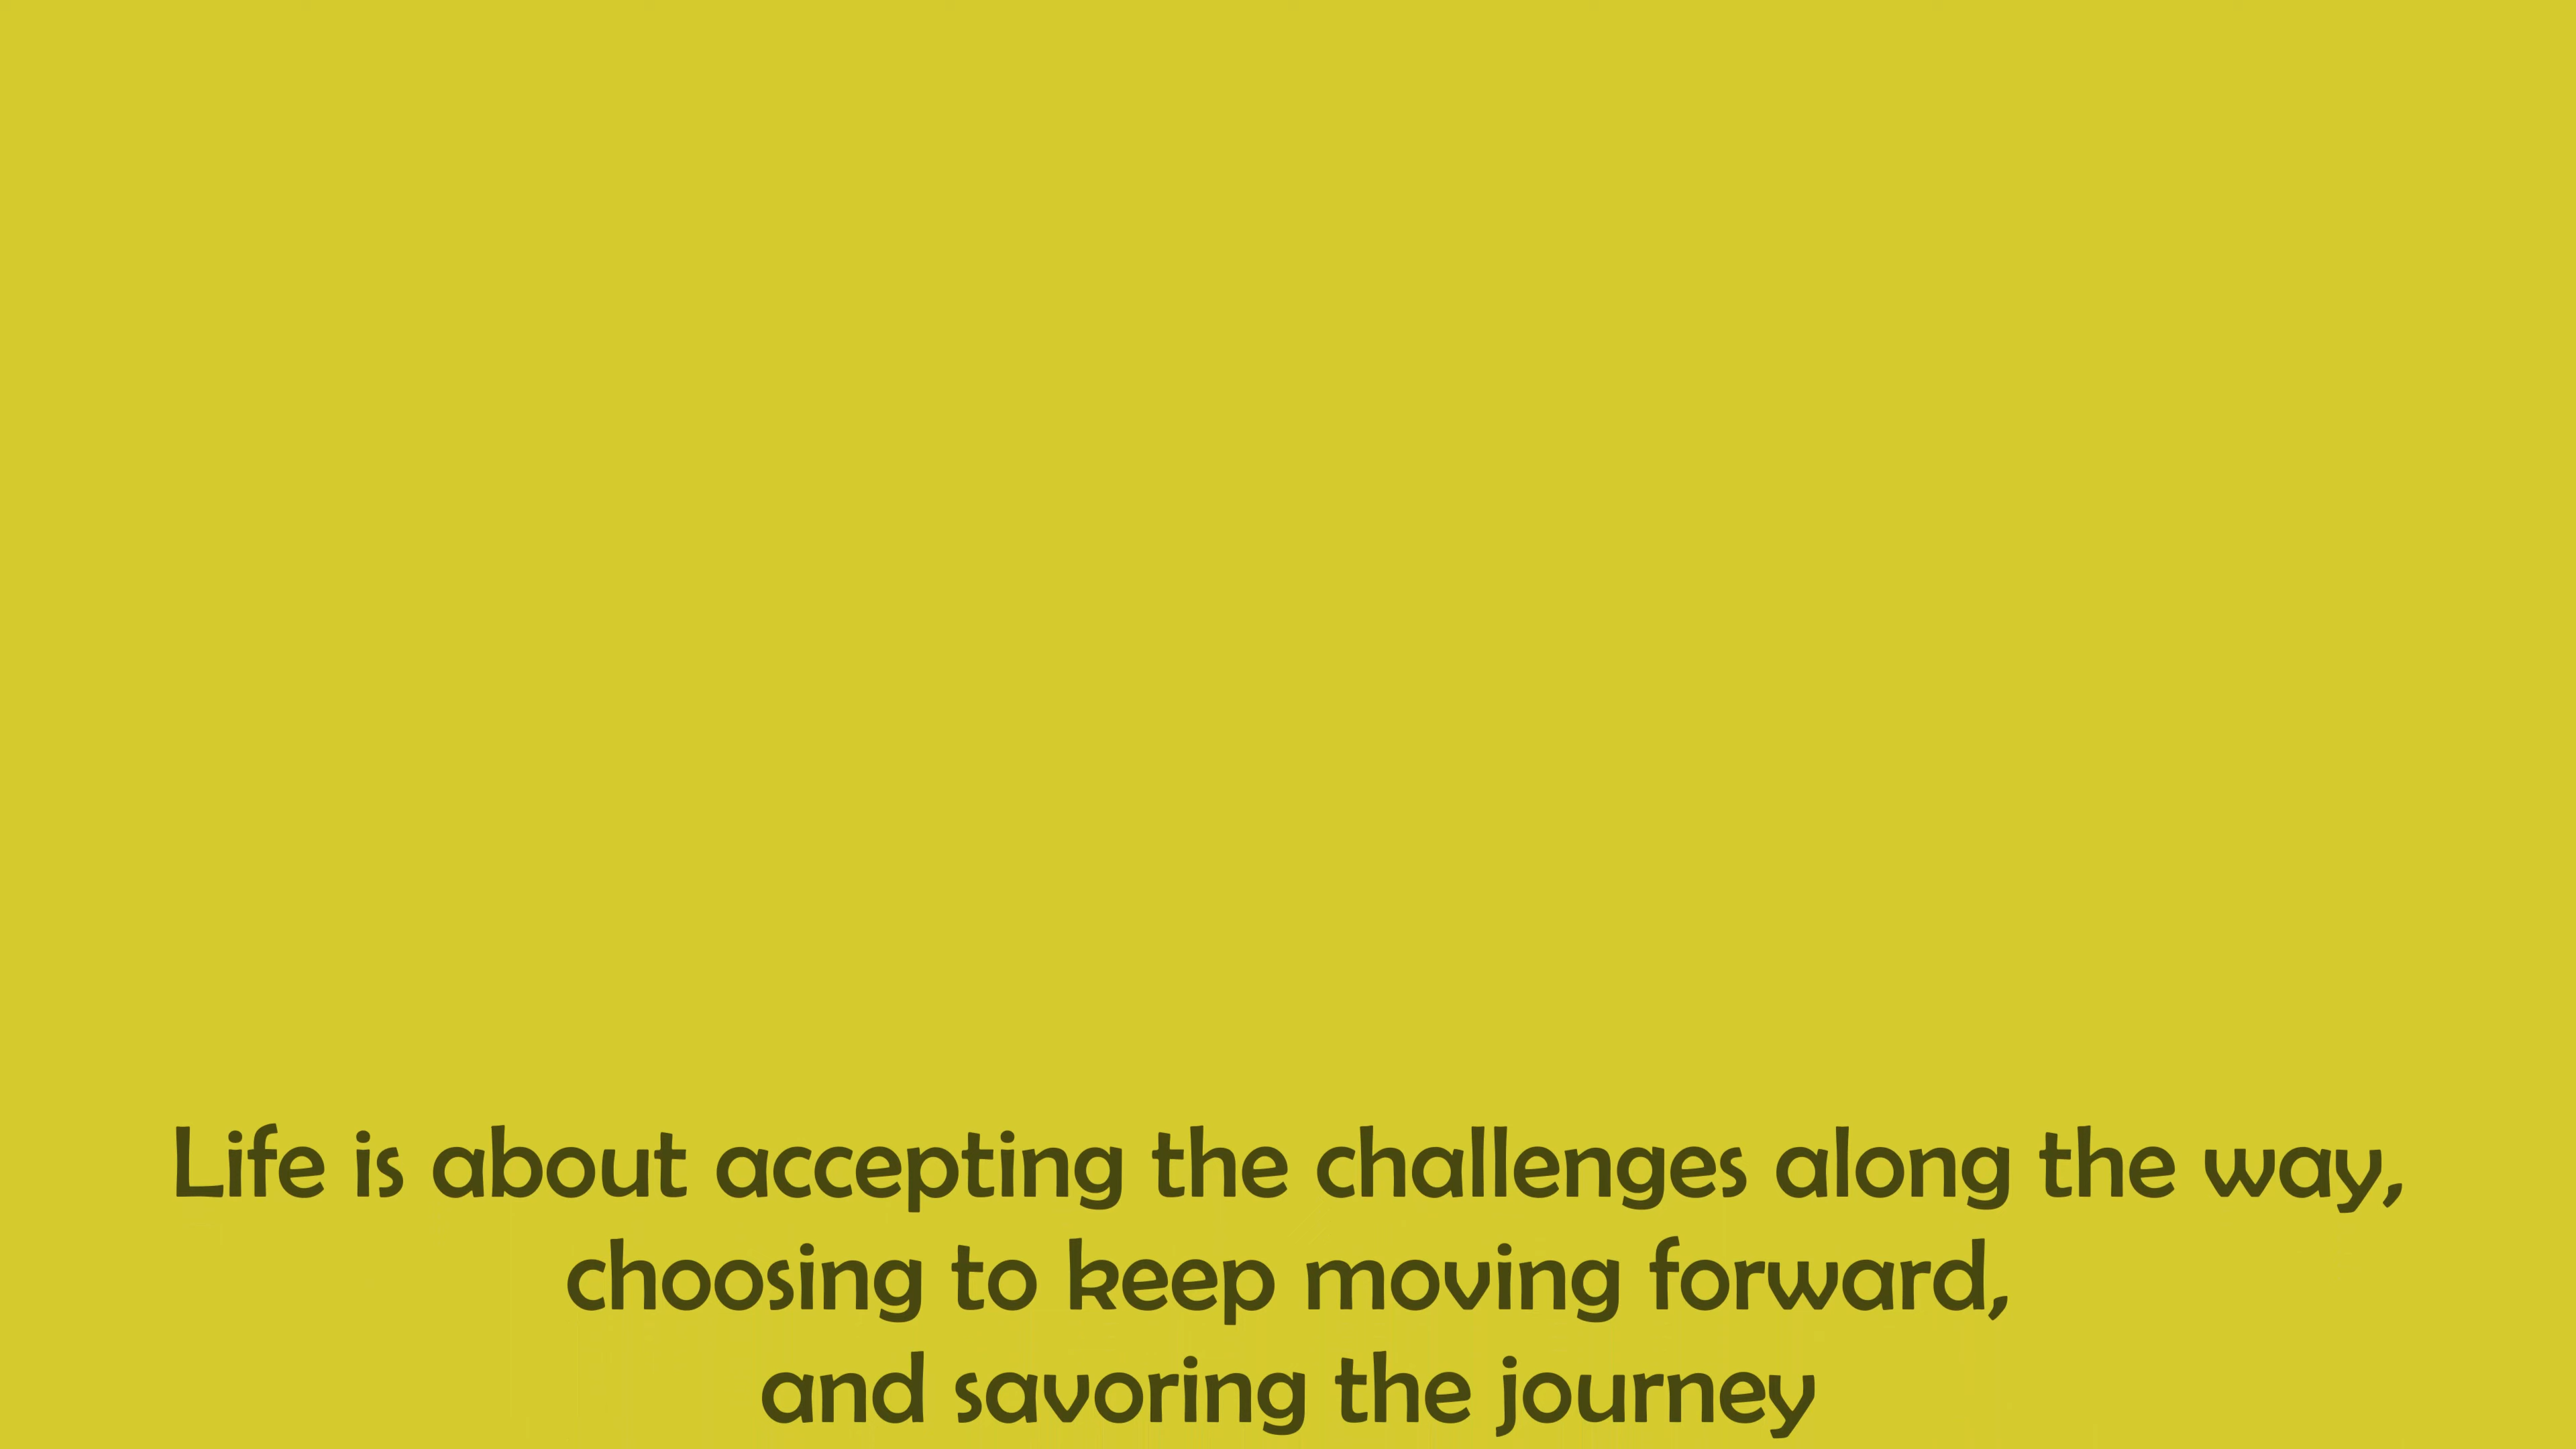 Life is about accepting the challenges along the way,
choosing to keep moving forward,
and savoring the journey